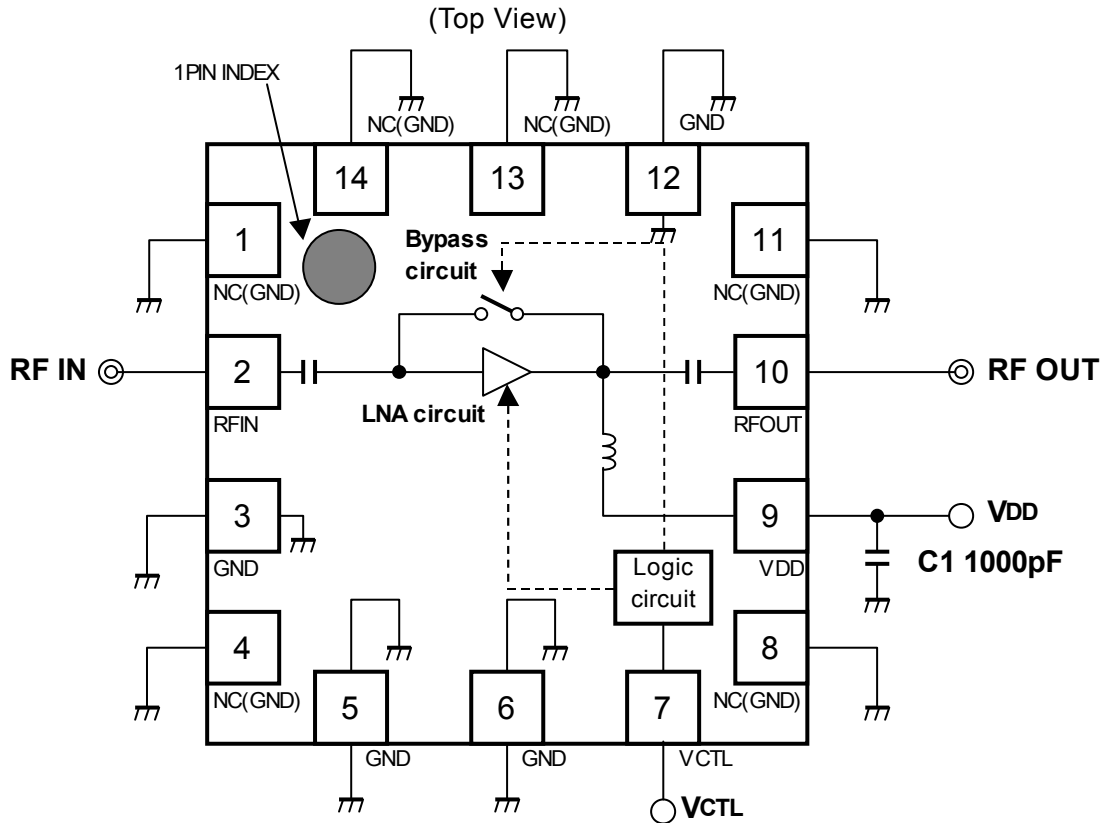 (Top View)
1PIN INDEX
NC(GND)
NC(GND)
GND
14
13
12
1
NC(GND)
Bypass
circuit
11
NC(GND)
RF IN
2
RFIN
LNA circuit
10
RFOUT
RF OUT
3
GND
9
VDD
VDD
C1 1000pF
Logic
circuit
4
NC(GND)
5
GND
6
GND
7
VCTL
8
NC(GND)
VCTL